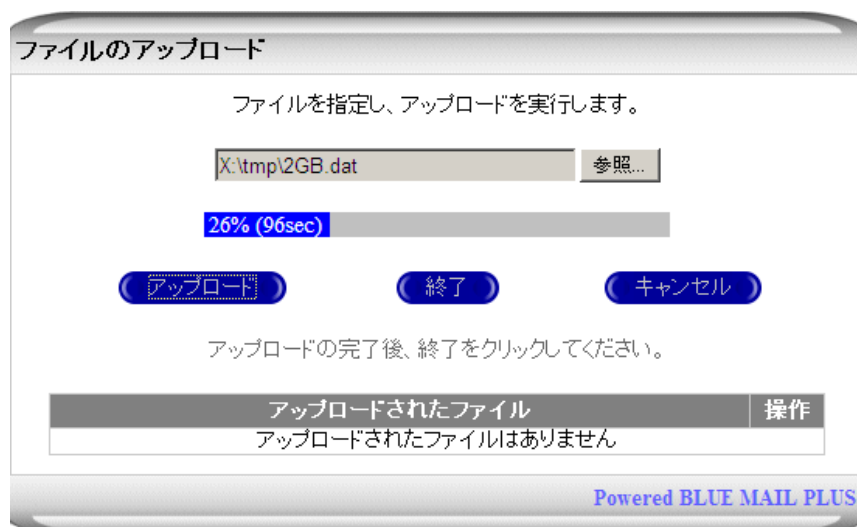 ファイルのアップロード
ファイルを指定し、アップロードを実行します。
X:\tmp\2GB.dat 参照...
26% (96sec)
アップロード 終了 キャンセル
アップロードの完了後、終了をクリックしてください。
アップロードされたファイル 操作
アップロードされたファイルはありません
Powered BLUE MAIL PLUS